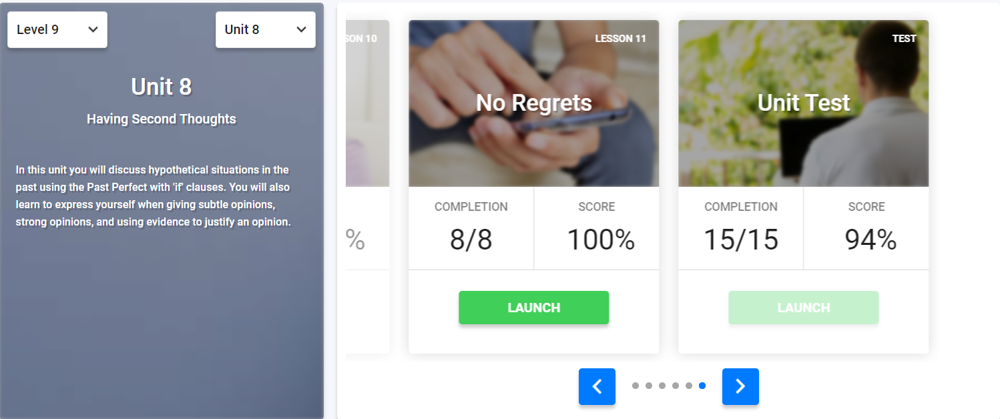 Level 9
Unit 8
Unit 8
Having Second Thoughts
In this unit you will discuss hypothetical situations in the
past using the Past Perfect with 'if' clauses. You will also
learn to express yourself when giving subtle opinions,
strong opinions, and using evidence to justify an opinion.
SON 10
%
LESSON 11
No Regrets
COMPLETION
SCORE
8/8
100%
LAUNCH
TEST
Unit Test
COMPLETION
SCORE
15/15
94%
LAUNCH